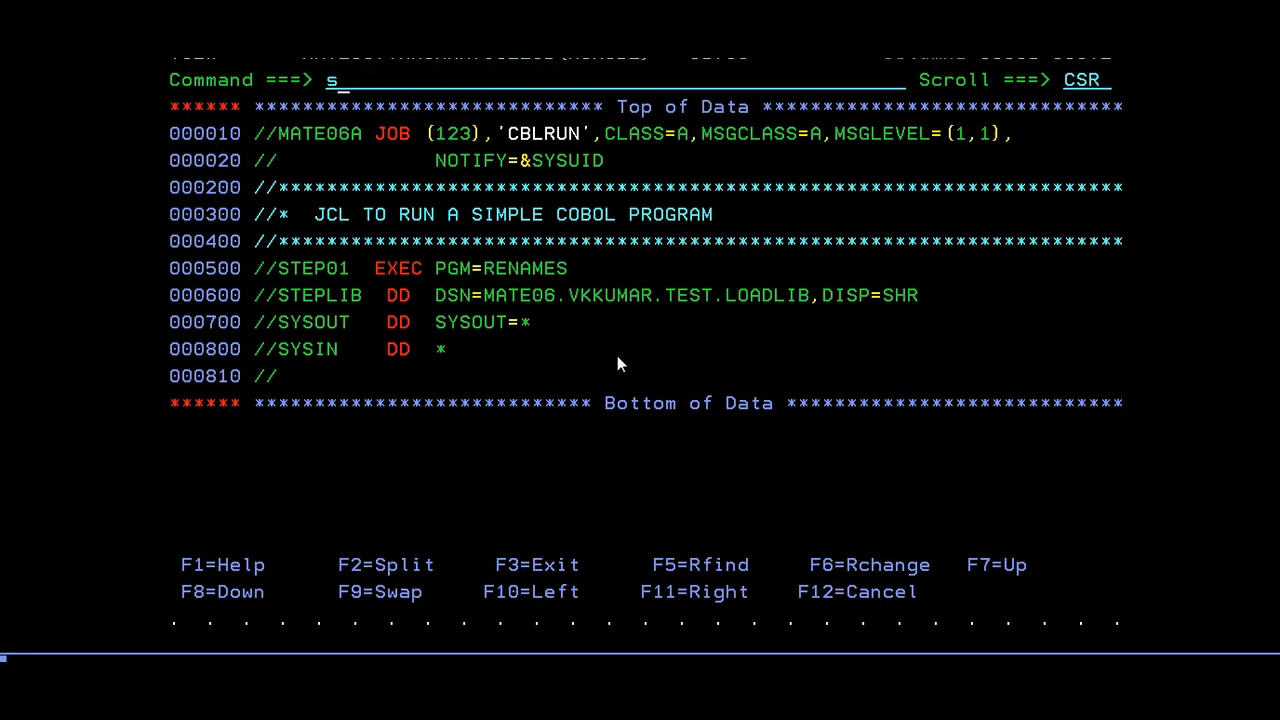 Command ===> s Scroll ===> CSR
****** ***************************** Top of Data ******************************
000010 //MATE06A JOB (123),'CBLRUN',CLASS=A,MSGCLASS=A,MSGLEVEL=(1,1),
000020 //             NOTIFY=&SYSUID
000200 //**********************************************************************
000300 //*  JCL TO RUN A SIMPLE COBOL PROGRAM
000400 //**********************************************************************
000500 //STEP01  EXEC PGM=RENAMES
000600 //STEPLIB  DD  DSN=MATE06.VKKUMAR.TEST.LOADLIB,DISP=SHR
000700 //SYSOUT   DD  SYSOUT=*
000800 //SYSIN    DD  *
000810 //
****** **************************** Bottom of Data ****************************
F1=Help F2=Split F3=Exit F5=Rfind F6=Rchange F7=Up
F8=Down F9=Swap F10=Left F11=Right F12=Cancel